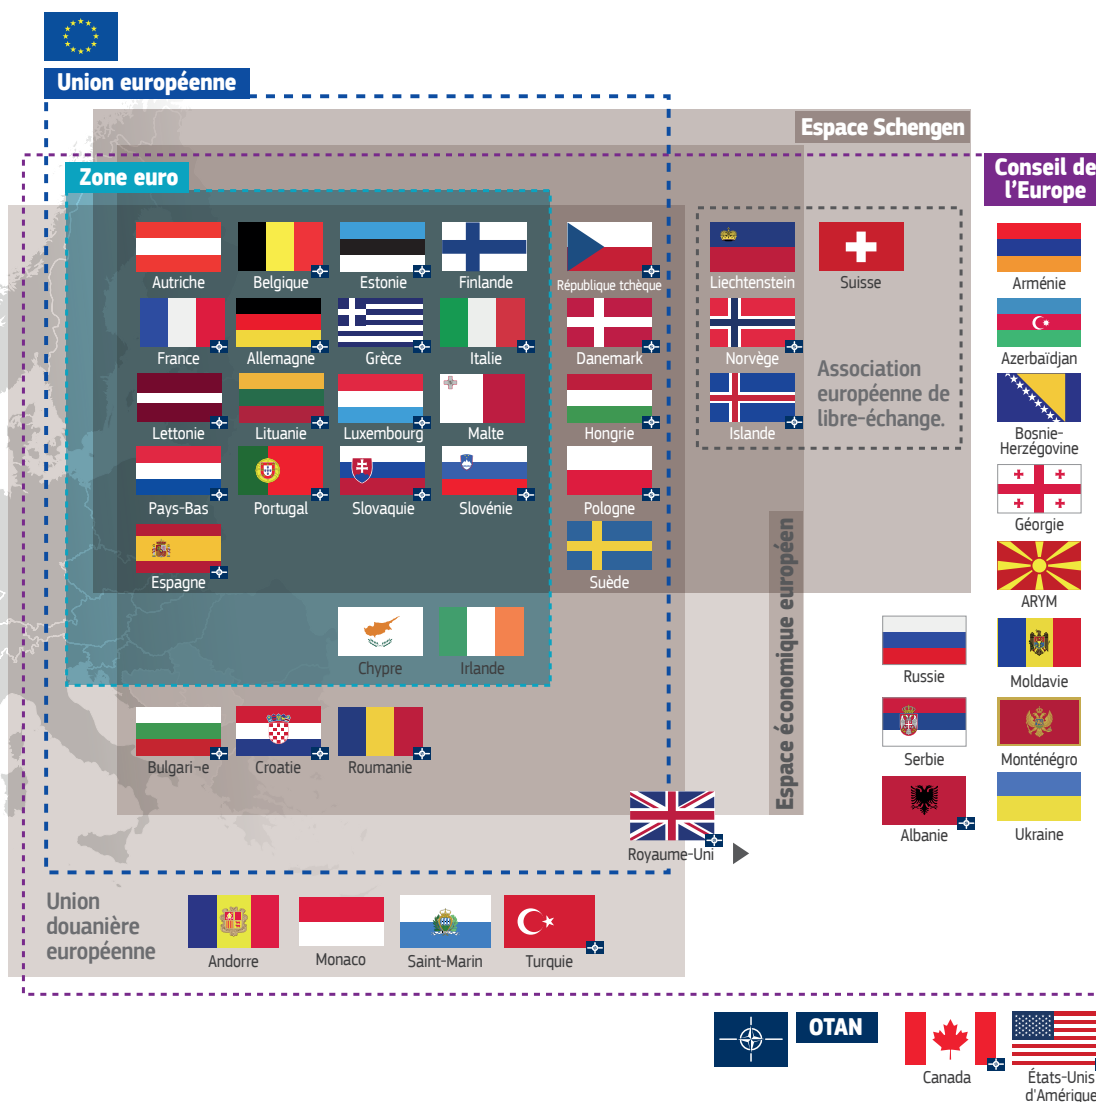 Union européenne
Espace Schengen
Zone euro
Conseil de
l'Europe
Autriche
Belgique
Estonie
Finlande
République tchèque
Liechtenstein
Suisse
Arménie
France
Allemagne
Grèce
Italie
Danemark
Norvège
Azerbaïdjan
Association
européenne de
libre-échange.
Lettonie
Lituanie
Luxembourg
Malte
Hongrie
Islande
Bosnie-
Herzégovine
Pays-Bas
Portugal
Slovaquie
Slovénie
Pologne
Géorgie
Espagne
Suède
Espace économique européen
ARYM
Chypre
Irlande
Russie
Moldavie
Bulgari¬e
Croatie
Roumanie
Serbie
Monténégro
Royaume-Uni
Albanie
Ukraine
Union
douanière
européenne
Andorre
Monaco
Saint-Marin
Turquie
OTAN
Canada
États-Unis
d'Amérique